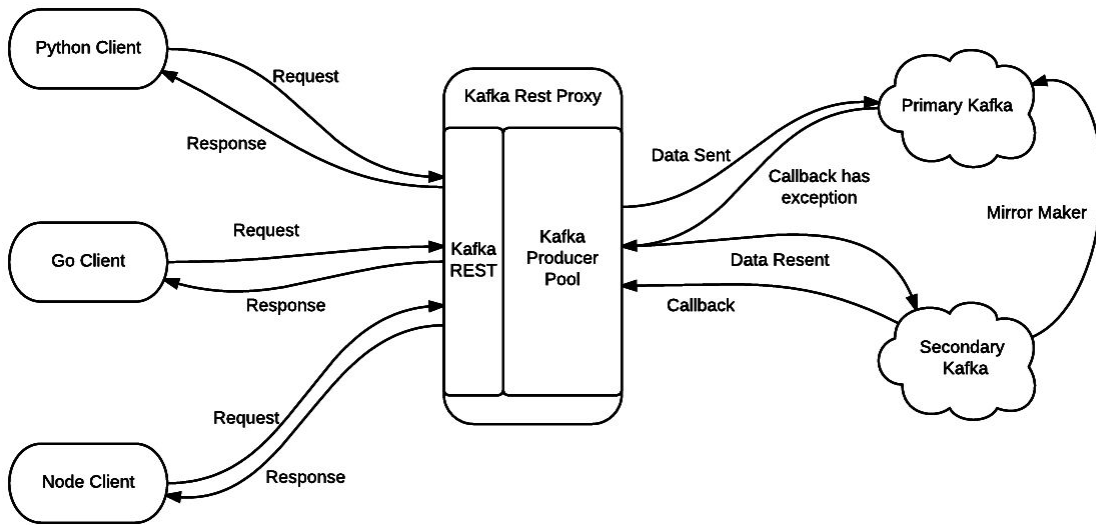 Python Client
Request
Response
Go Client
Request
Response
Node Client
Request
Response
Kafka Rest Proxy
Kafka
REST
Kafka
Producer
Pool
Data Sent
Callback has
exception
Data Resent
Callback
Primary Kafka
Mirror Maker
Secondary
Kafka